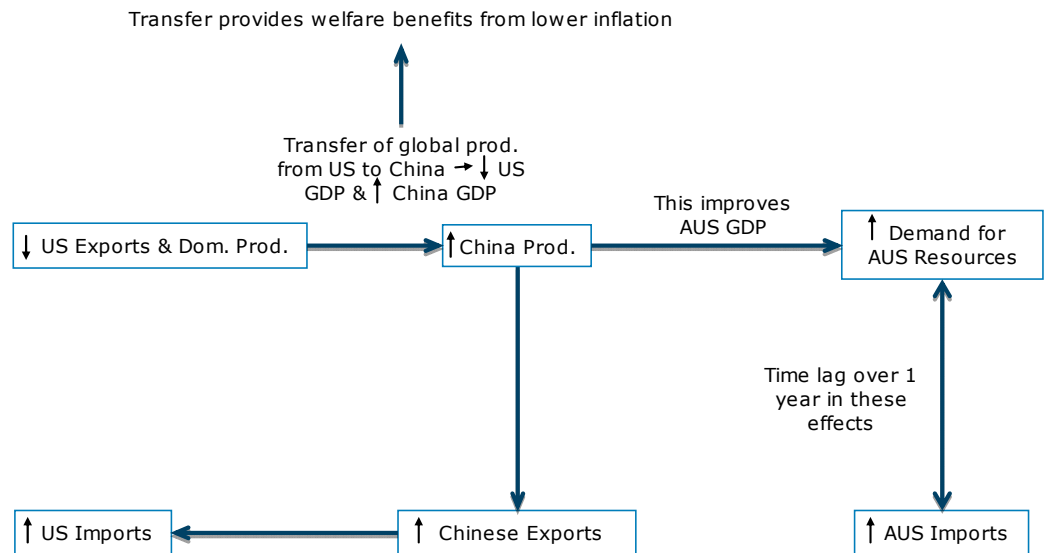 Transfer provides welfare benefits from lower inflation
Transfer of global prod.
from US to China → ↓ US
GDP & ↑ China GDP
This improves
AUS GDP
↓ US Exports & Dom. Prod.
↑ China Prod.
↑ Demand for
AUS Resources
Time lag over 1
year in these
effects
↑ US Imports
↑ Chinese Exports
↑ AUS Imports